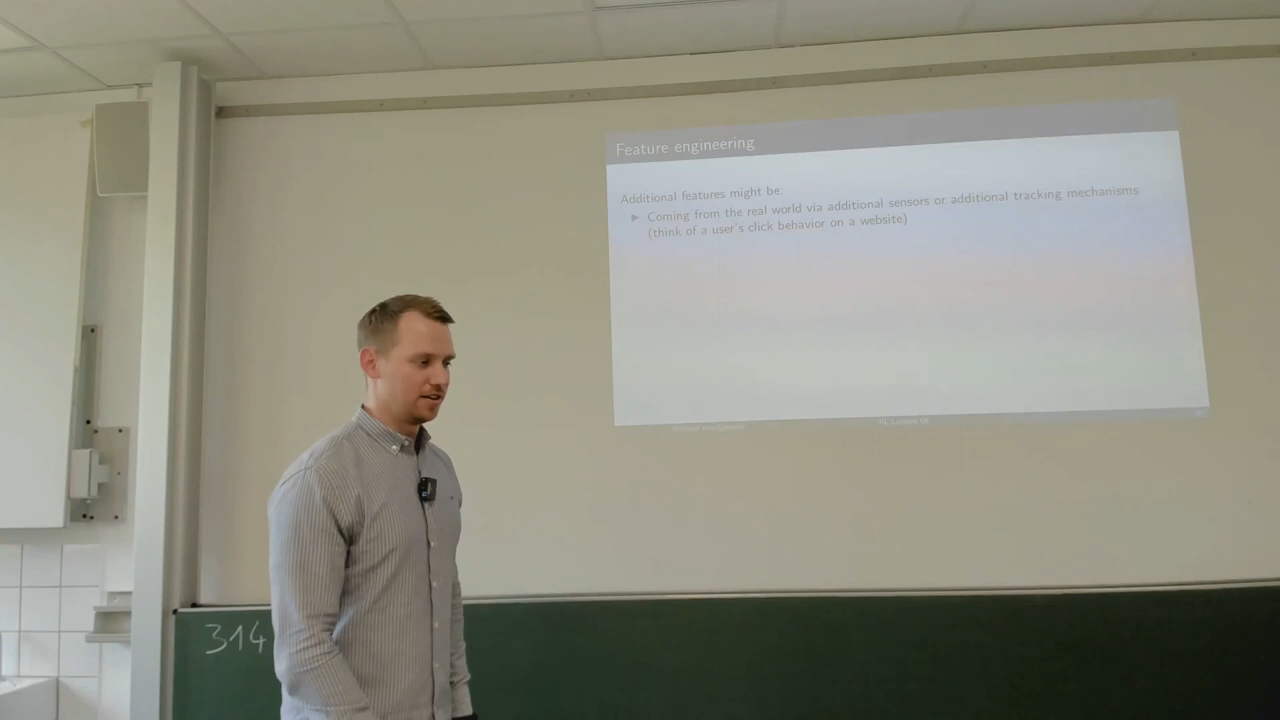 Feature engineering
Additional features might be:
▶ Coming from the real world via additional sensors or additional tracking mechanisms
(think of a user's click behavior on a website)
314